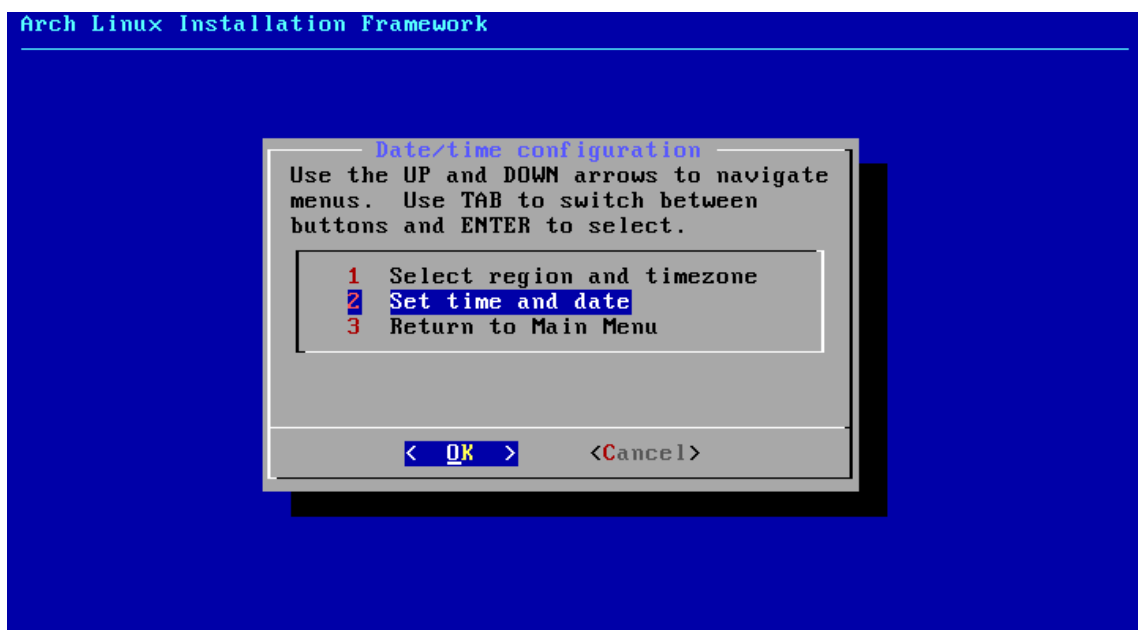 Arch Linux Installation Framework
Date/time configuration
Use the UP and DOWN arrows to navigate
menus.  Use TAB to switch between
buttons and ENTER to select.
1  Select region and timezone
2  Set time and date
3  Return to Main Menu
<  OK  >     <Cancel>